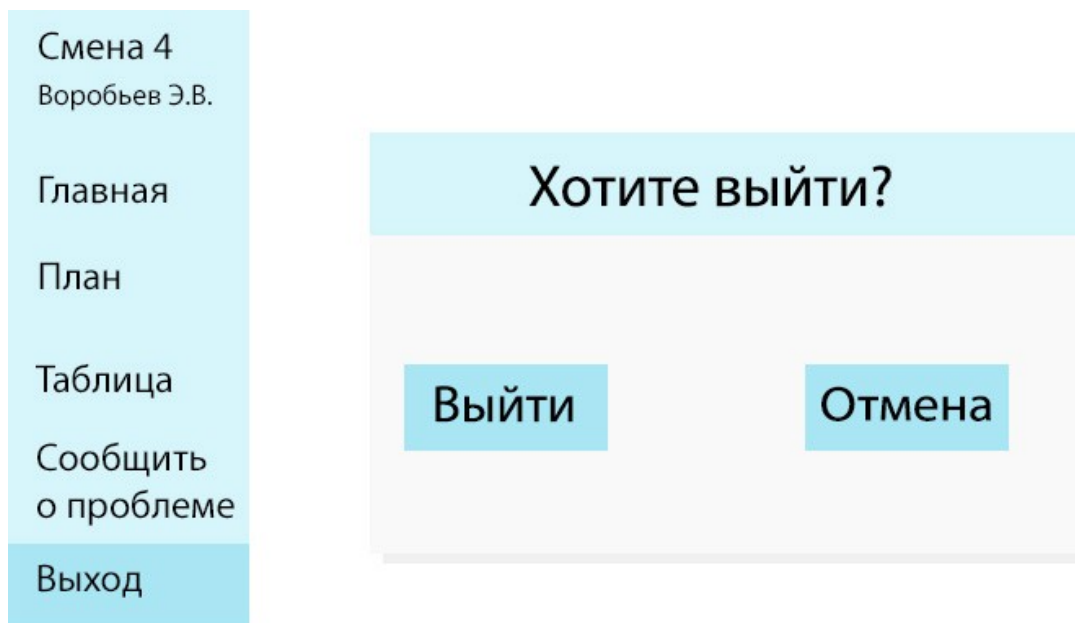 Смена 4
Воробьев Э.В.
Главная
План
Таблица
Сообщить
о проблеме
Выход
Хотите выйти?
Выйти
Отмена